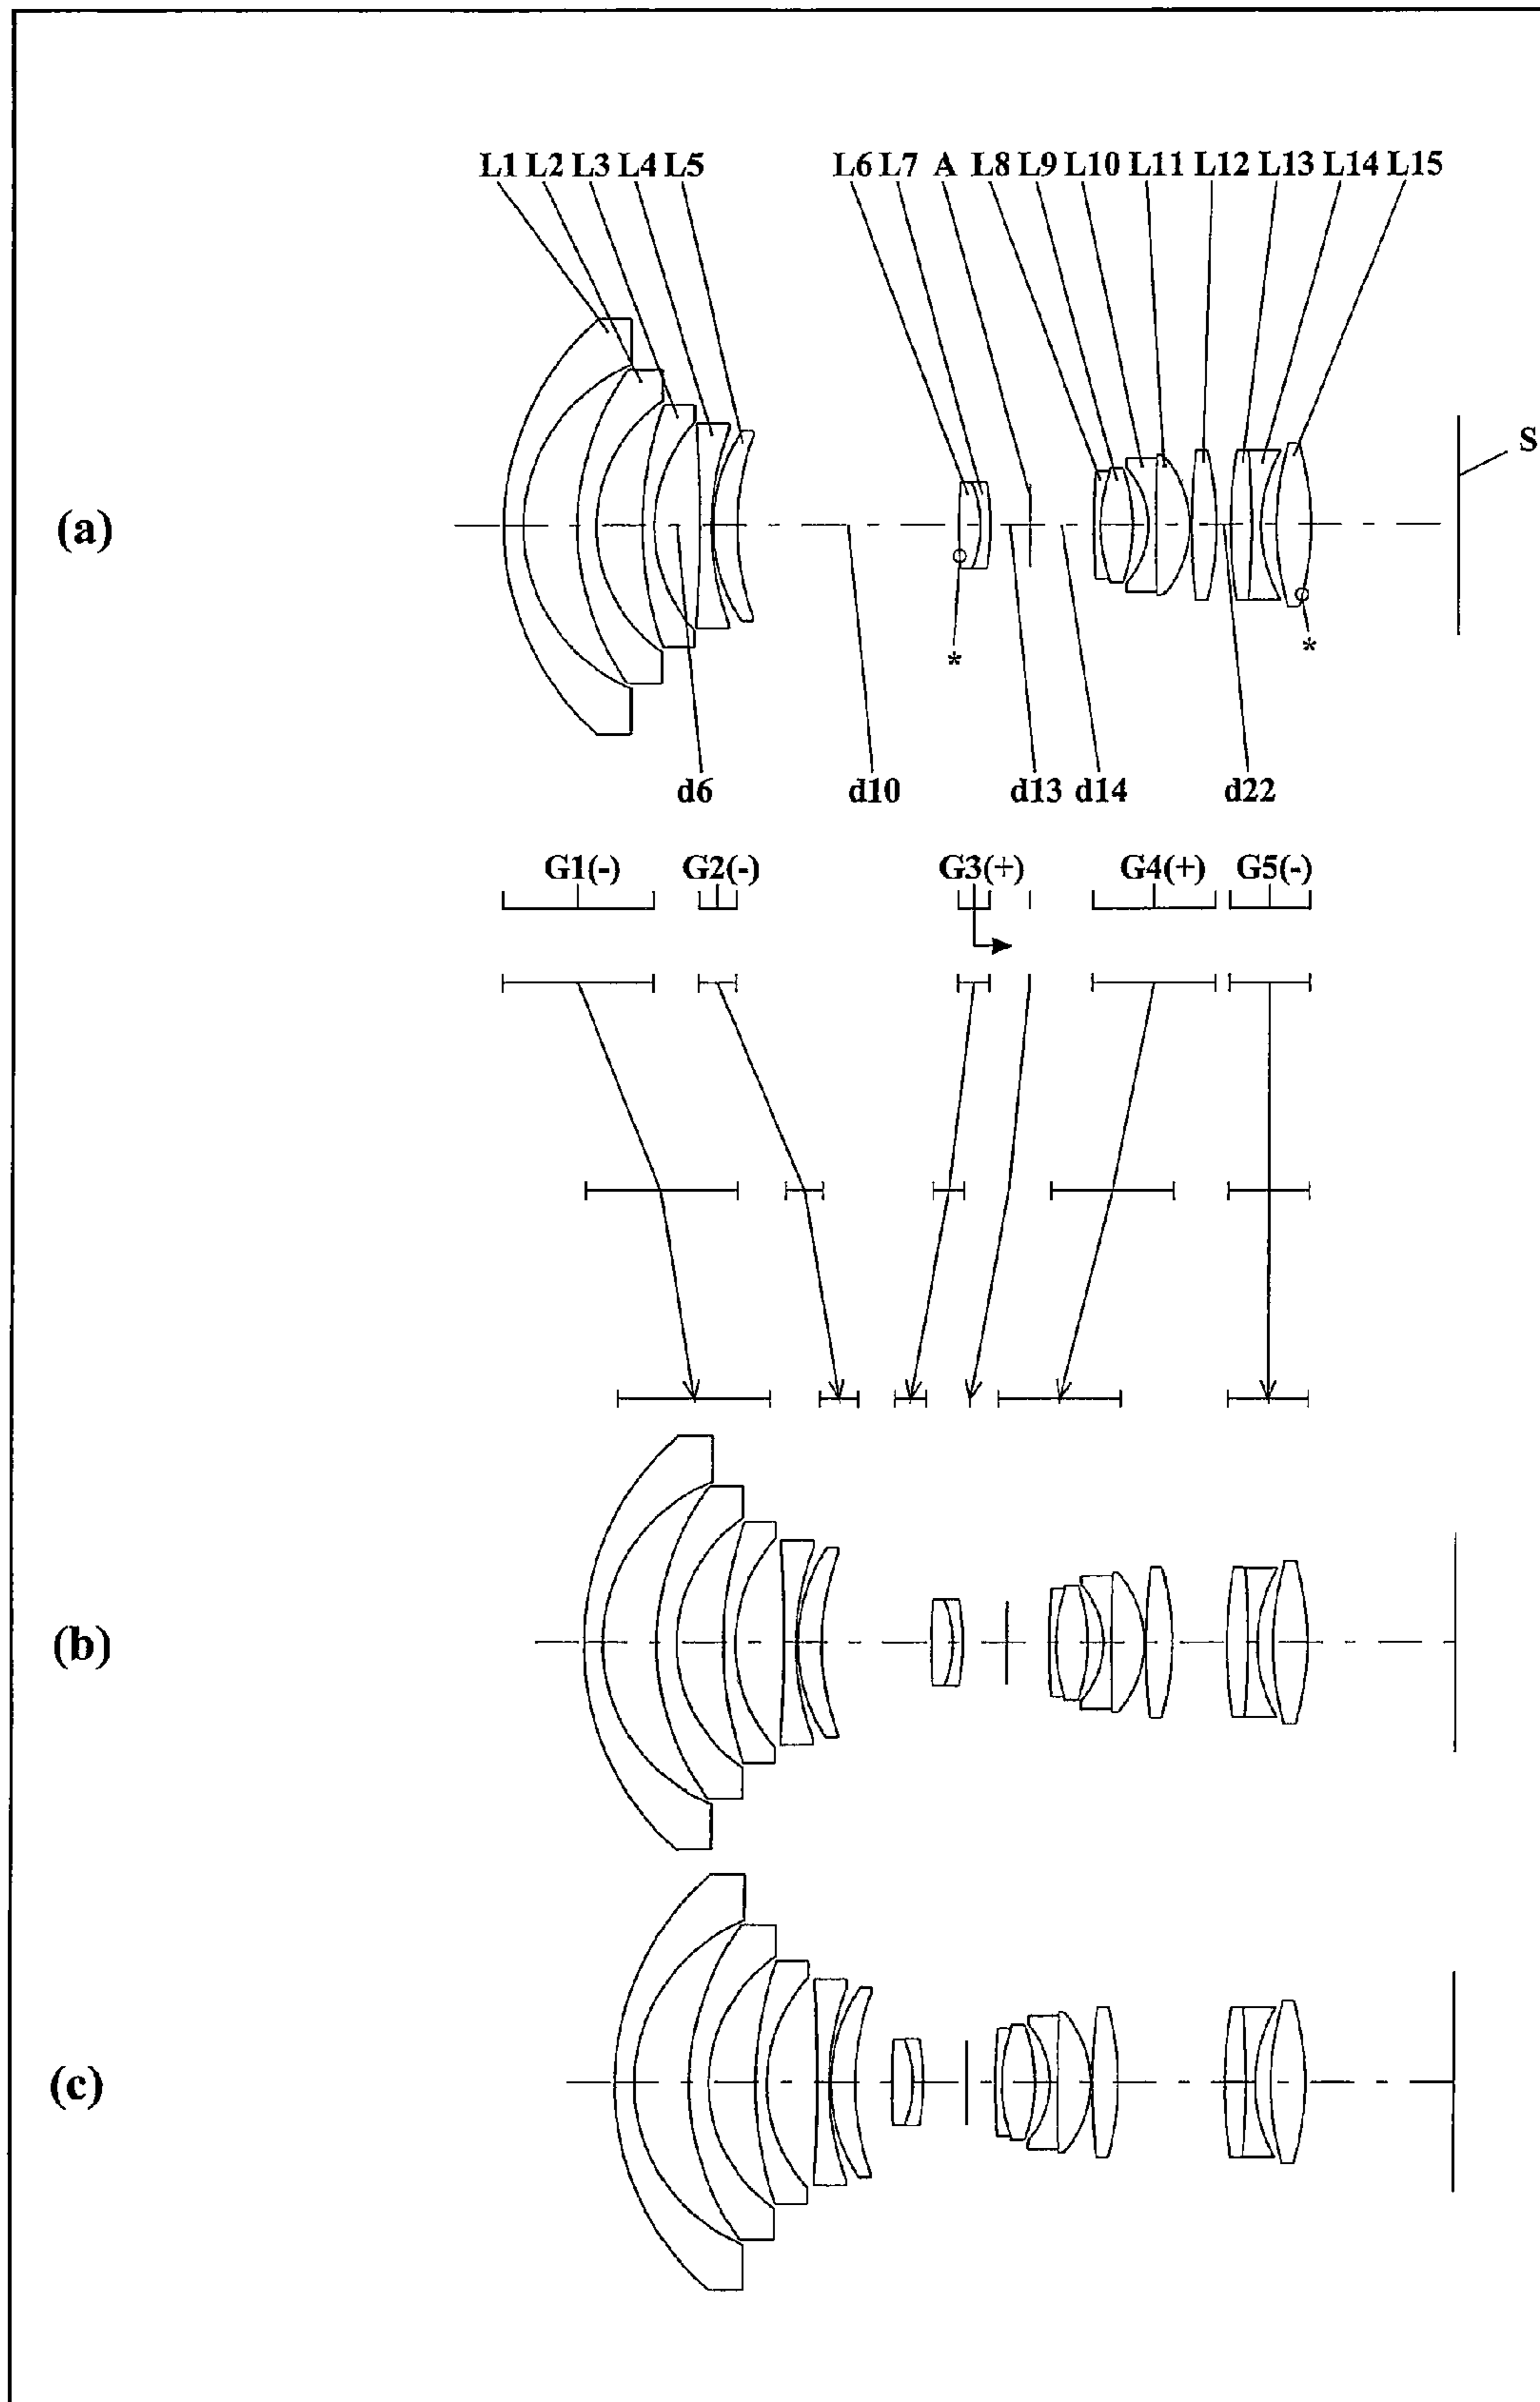 L1 L2 L3 L4 L5 L6 L7 A L8 L9 L10 L11 L12 L13 L14 L15
S
(a)
* *
d6 d10 d13 d14 d22
G1(-) G2(-) G3(+) G4(+) G5(-)
(b)
(c)